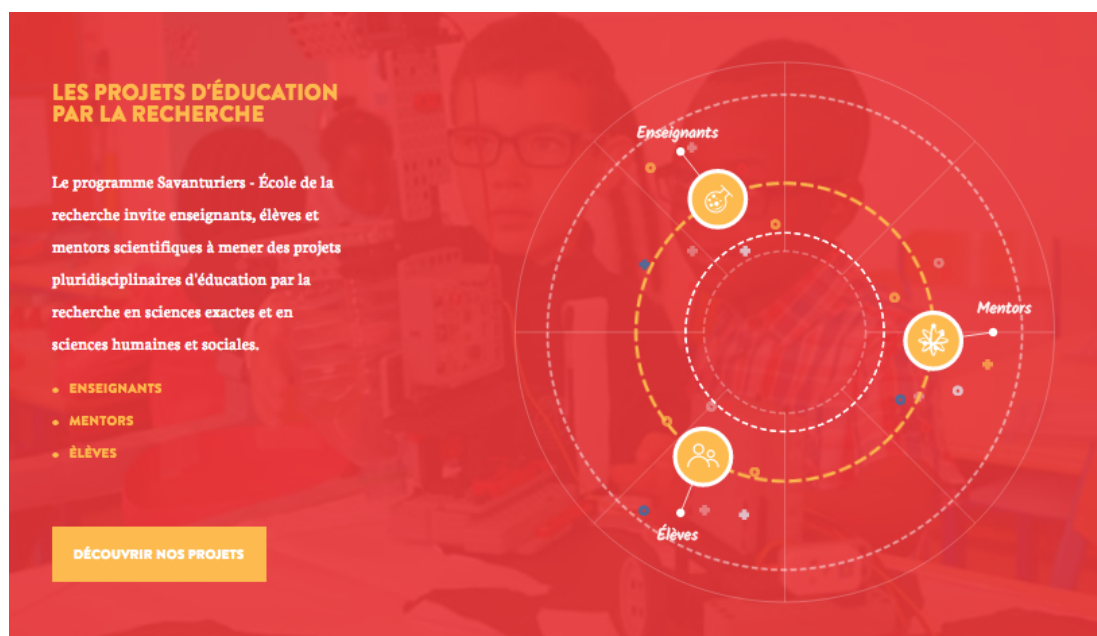 LES PROJETS D'ÉDUCATION
PAR LA RECHERCHE
Le programme Savanturiers - École de la
recherche invite enseignants, élèves et
mentors scientifiques à mener des projets
pluridisciplinaires d'éducation par la
recherche en sciences exactes et en
sciences humaines et sociales.
ENSEIGNANTS
MENTORS
ÈLÈVES
DÉCOUVRIR NOS PROJETS
Enseignants
Mentors
Élèves